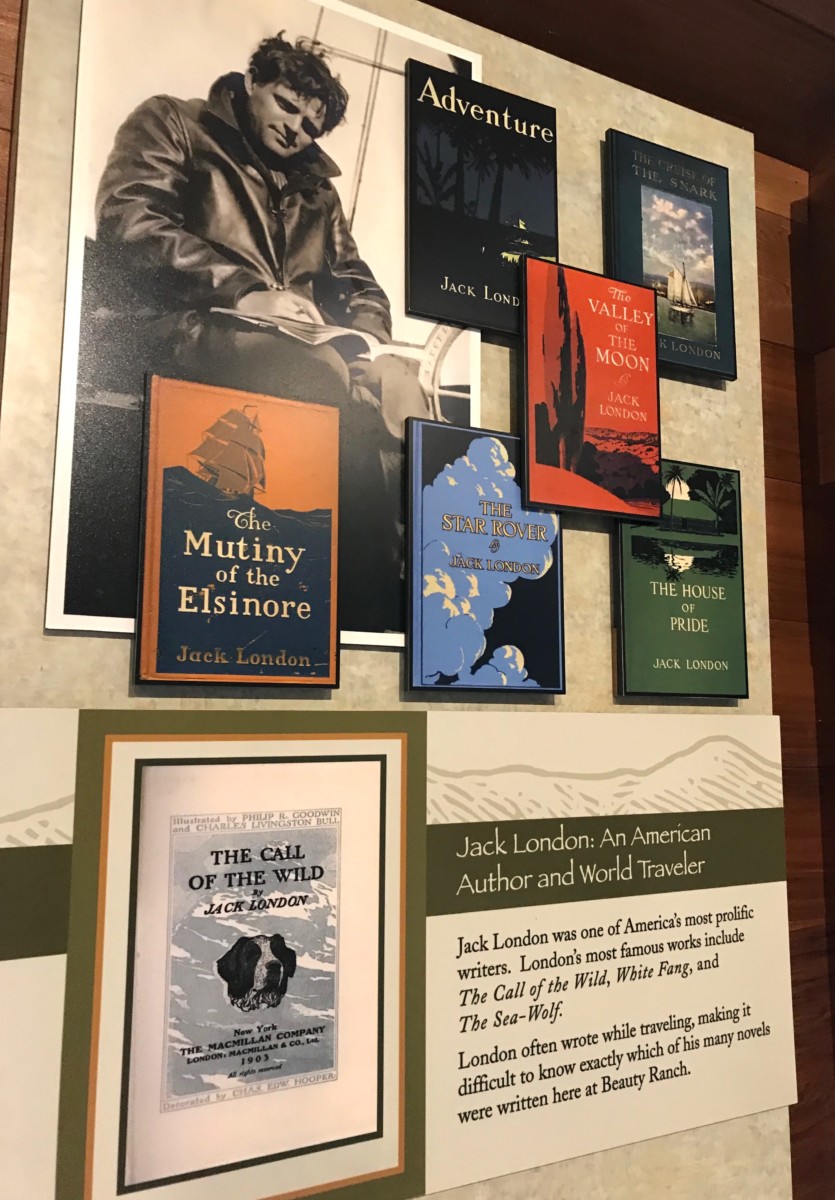 Adventure
JACK LOND
THE CRUISE OF
THE SNARK
K LONDON
The
VALLEY
OF
THE
MOON
JACK
LONDON
The
Mutiny
of the
Elsinore
Jack London
THE
STAR ROVER
By
JACK LONDON
THE HOUSE
OF
PRIDE
JACK LONDON
Illustrated by PHILIP R. GOODWIN
and CHARLES LIVINGSTON BULL
THE CALL
OF THE WILD
By
JACK LONDON
New York
THE MACMILLAN COMPANY
LONDON: MACMILLAN & CO., Ltd.
1903
All rights reserved
Decorated by CHAS. EDW. HOOPER
Jack London: An American
Author and World Traveler
Jack London was one of America's most prolific
writers. London's most famous works include
The Call of the Wild, White Fang, and
The Sea-Wolf.
London often wrote while traveling, making it
difficult to know exactly which of his many novels
were written here at Beauty Ranch.